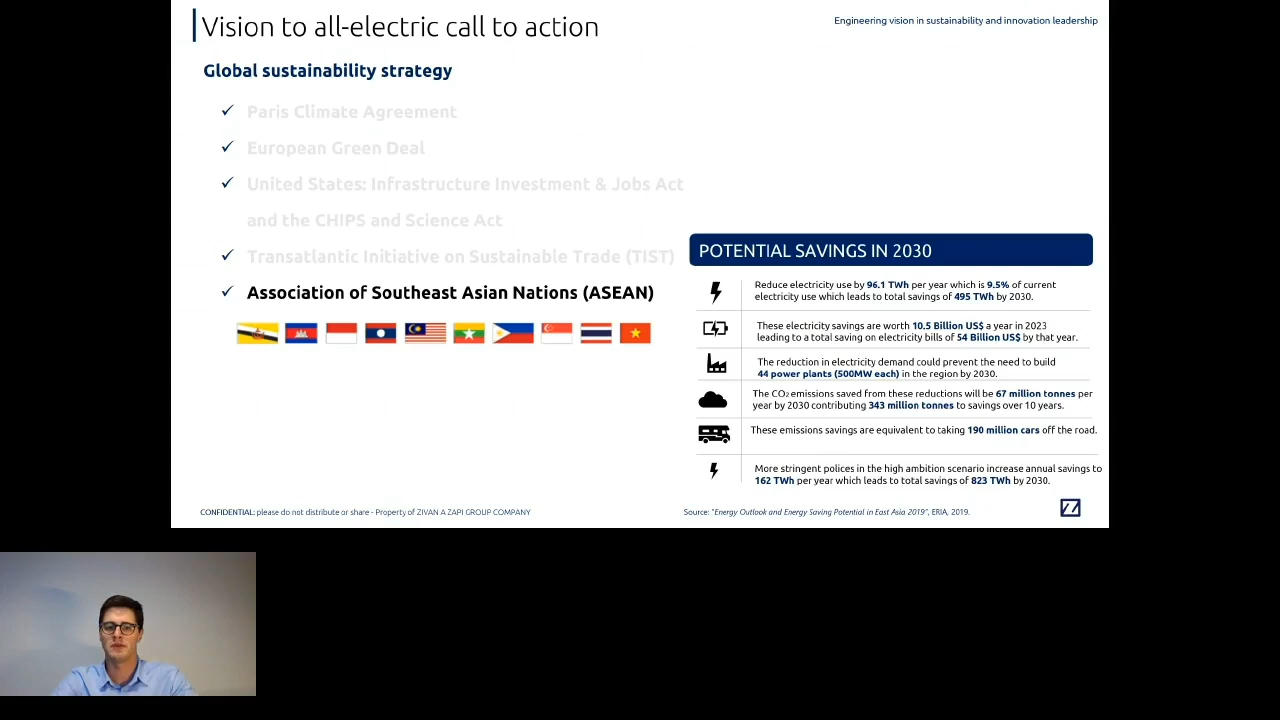 Vision to all-electric call to action
Engineering vision in sustainability and innovation leadership
Global sustainability strategy
Paris Climate Agreement
European Green Deal
United States: Infrastructure Investment & Jobs Act
and the CHIPS and Science Act
Transatlantic Initiative on Sustainable Trade (TIST)
Association of Southeast Asian Nations (ASEAN)
POTENTIAL SAVINGS IN 2030
Reduce electricity use by 96.1 TWh per year which is 9.5% of current
electricity use which leads to total savings of 495 TWh by 2030.
These electricity savings are worth 10.5 Billion US$ a year in 2023
leading to a total saving on electricity bills of 54 Billion US$ by that year.
The reduction in electricity demand could prevent the need to build
44 power plants (500MW each) in the region by 2030.
The CO₂ emissions saved from these reductions will be 67 million tonnes per
year by 2030 contributing 343 million tonnes to savings over 10 years.
These emissions savings are equivalent to taking 190 million cars off the road.
More stringent polices in the high ambition scenario increase annual savings to
162 TWh per year which leads to total savings of 823 TWh by 2030.
CONFIDENTIAL: please do not distribute or share - Property of ZIVAN A ZAPI GROUP COMPANY
Source: "Energy Outlook and Energy Saving Potential in East Asia 2019", ERIA, 2019.